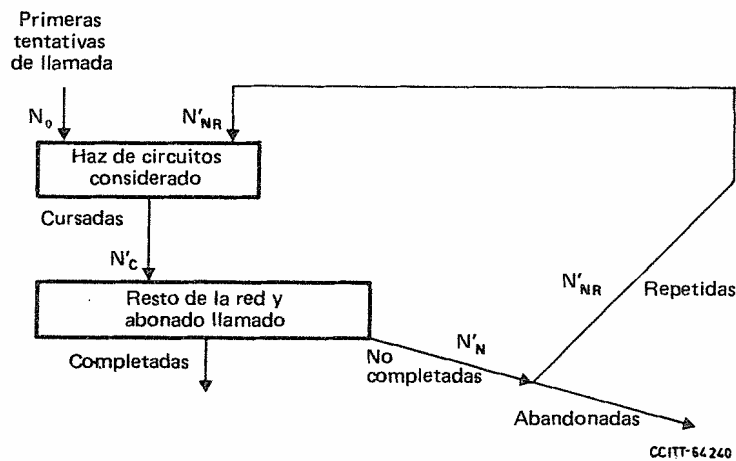 Primeras
tentativas
de llamada
N₀
N'NR
Haz de circuitos
considerado
Cursadas
N'C
Resto de la red y
abonado llamado
Completadas
No
completadas
N'N
N'NR
Repetidas
Abandonadas
CCITT-64240